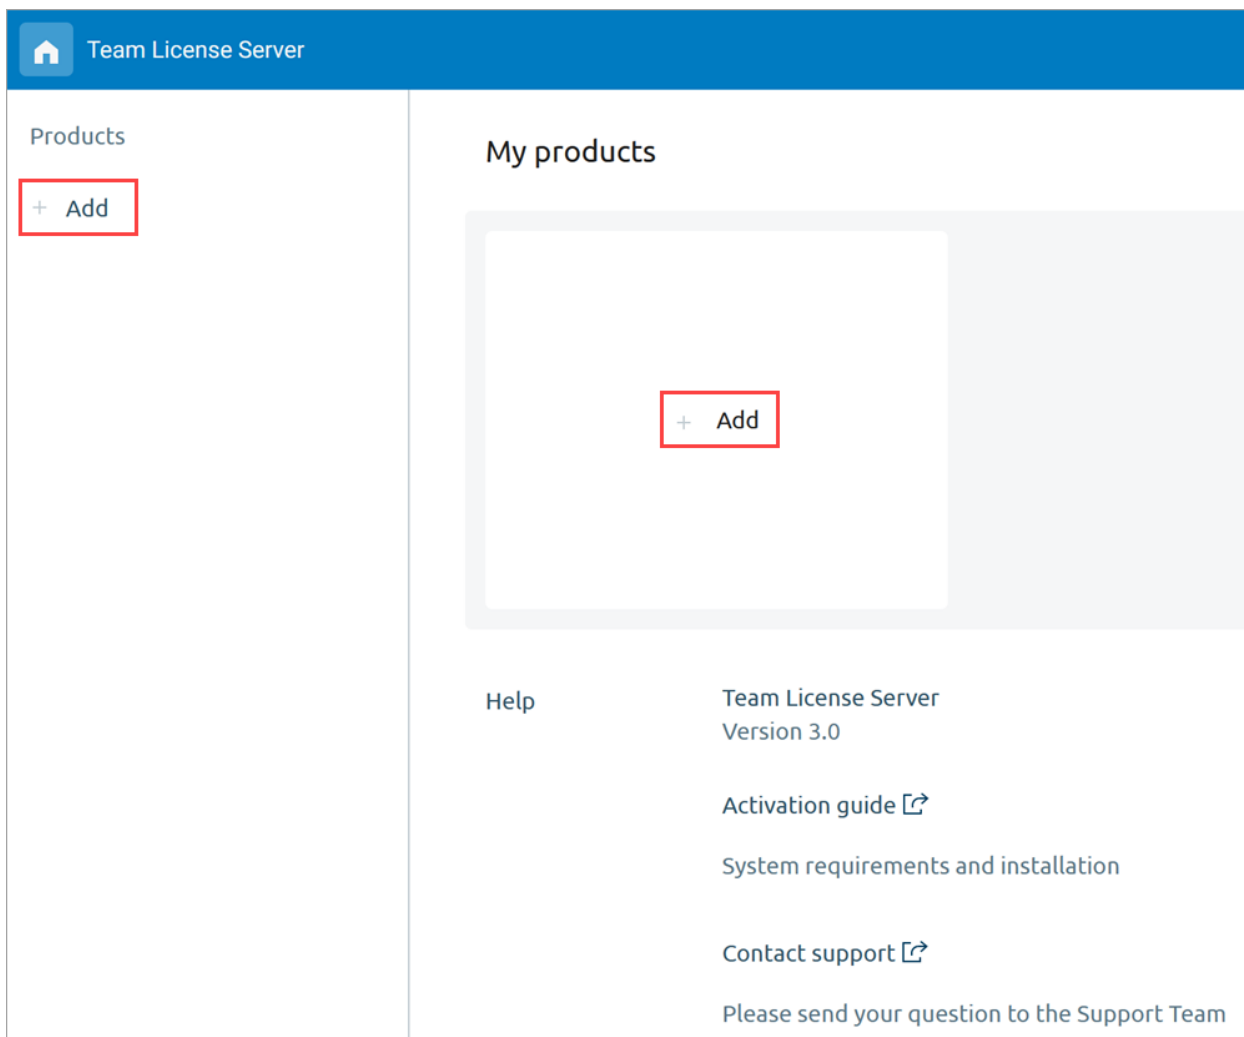 Team License Server
Products
+ Add
My products
+ Add
Help
Team License Server
Version 3.0
Activation guide
System requirements and installation
Contact support
Please send your question to the Support Team